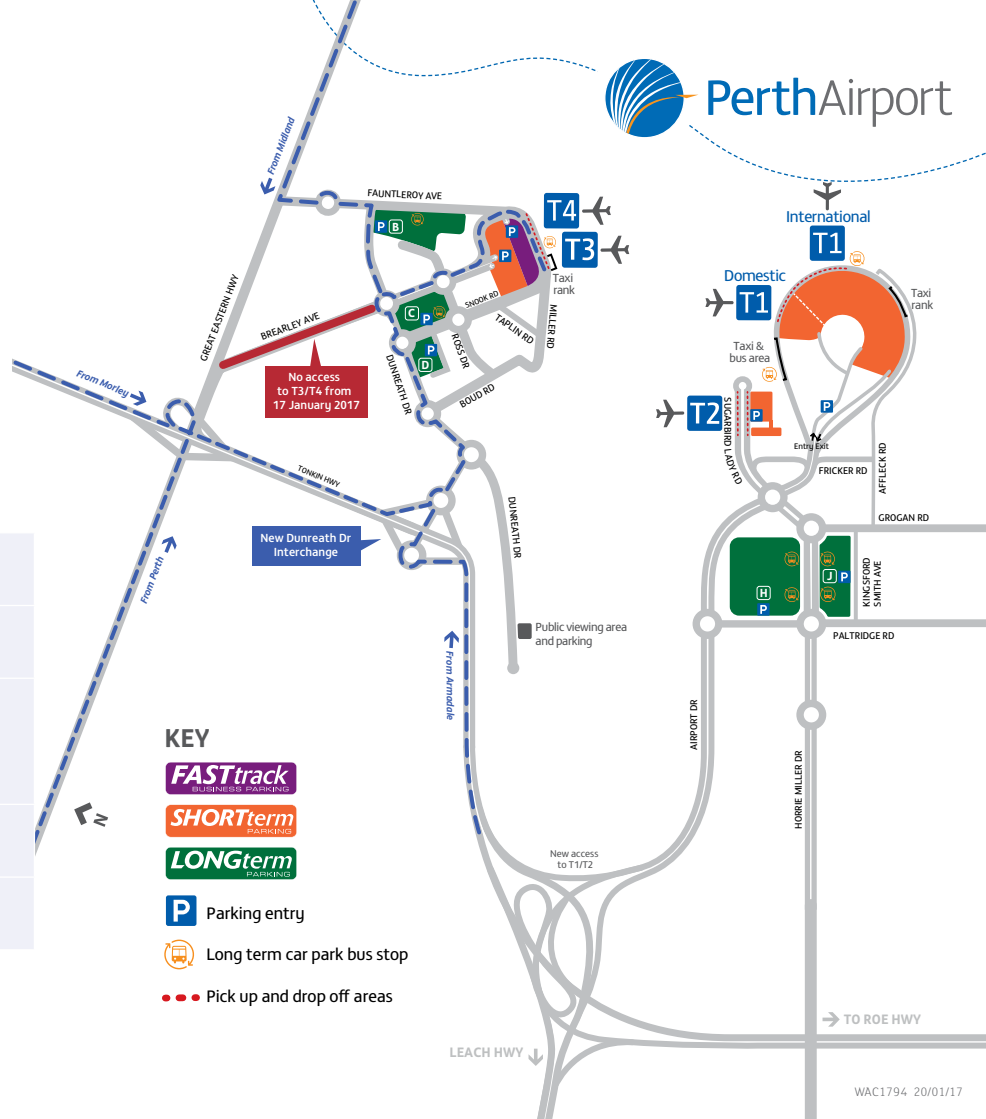 PerthAirport
From Midland
FAUNTLEROY AVE
T4
T3
International
T1
Domestic
T1
Taxi
rank
Taxi
rank
P B
P
P
SNOOK RD
TAPLIN RD
MILLER RD
GREAT EASTERN HWY
BREARLEY AVE
C
P
P
D
ROSS DR
DUNREATH DR
BOUD RD
No access
to T3/T4 from
17 January 2017
From Morley
Taxi &
bus area
T2
P
P
SUGARBIRD LADY RD
Entry Exit
FRICKER RD
AFFLECK RD
GROGAN RD
TONKIN HWY
DUNREATH DR
New Dunreath Dr
Interchange
From Perth
H
P
J P
KINGSFORD
SMITH AVE
PALTRIDGE RD
Public viewing area
and parking
From Armadale
AIRPORT DR
HORRIE MILLER DR
KEY
FASTtrack
BUSINESS PARKING
SHORTterm
PARKING
LONGterm
PARKING
P Parking entry
Long term car park bus stop
Pick up and drop off areas
N
New access
to T1/T2
TO ROE HWY
LEACH HWY
WAC1794 20/01/17